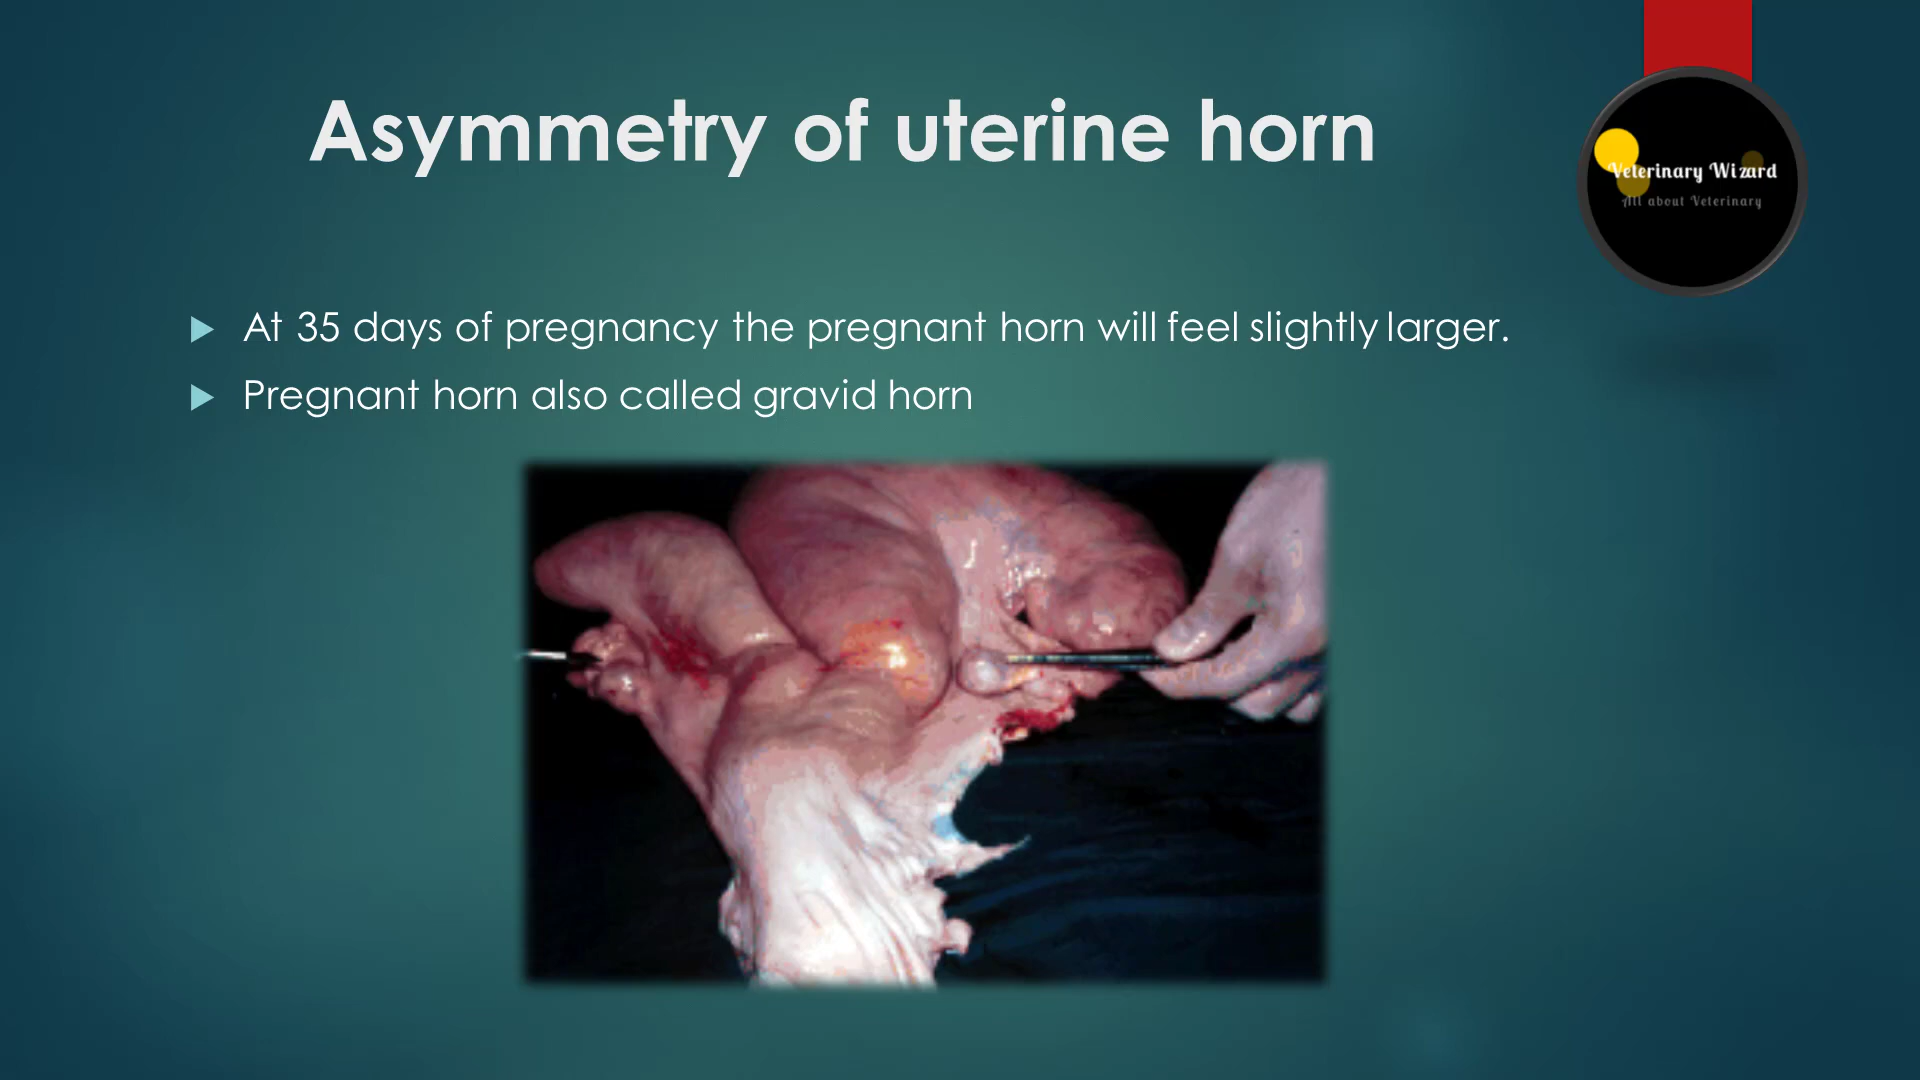 Asymmetry of uterine horn
Veterinary Wizard
All about Veterinary
At 35 days of pregnancy the pregnant horn will feel slightly larger.
Pregnant horn also called gravid horn